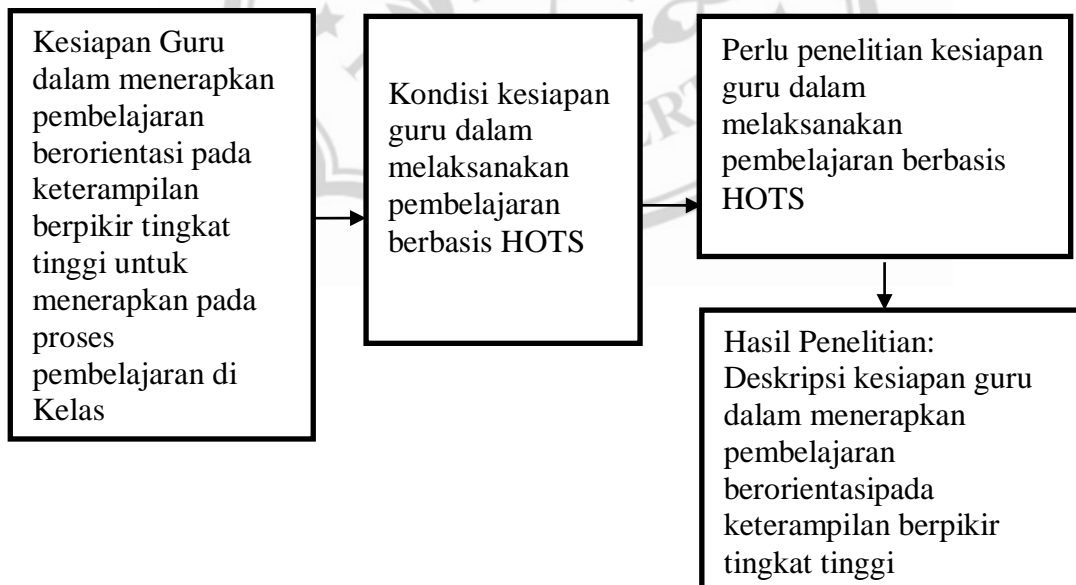 Kesiapan Guru
dalam menerapkan
pembelajaran
berorientasi pada
keterampilan
berpikir tingkat
tinggi untuk
menerapkan pada
proses
pembelajaran di
Kelas
Kondisi kesiapan
guru dalam
melaksanakan
pembelajaran
berbasis HOTS
Perlu penelitian kesiapan
guru dalam
melaksanakan
pembelajaran berbasis
HOTS
Hasil Penelitian:
Deskripsi kesiapan guru
dalam menerapkan
pembelajaran
berorientasipada
keterampilan berpikir
tingkat tinggi